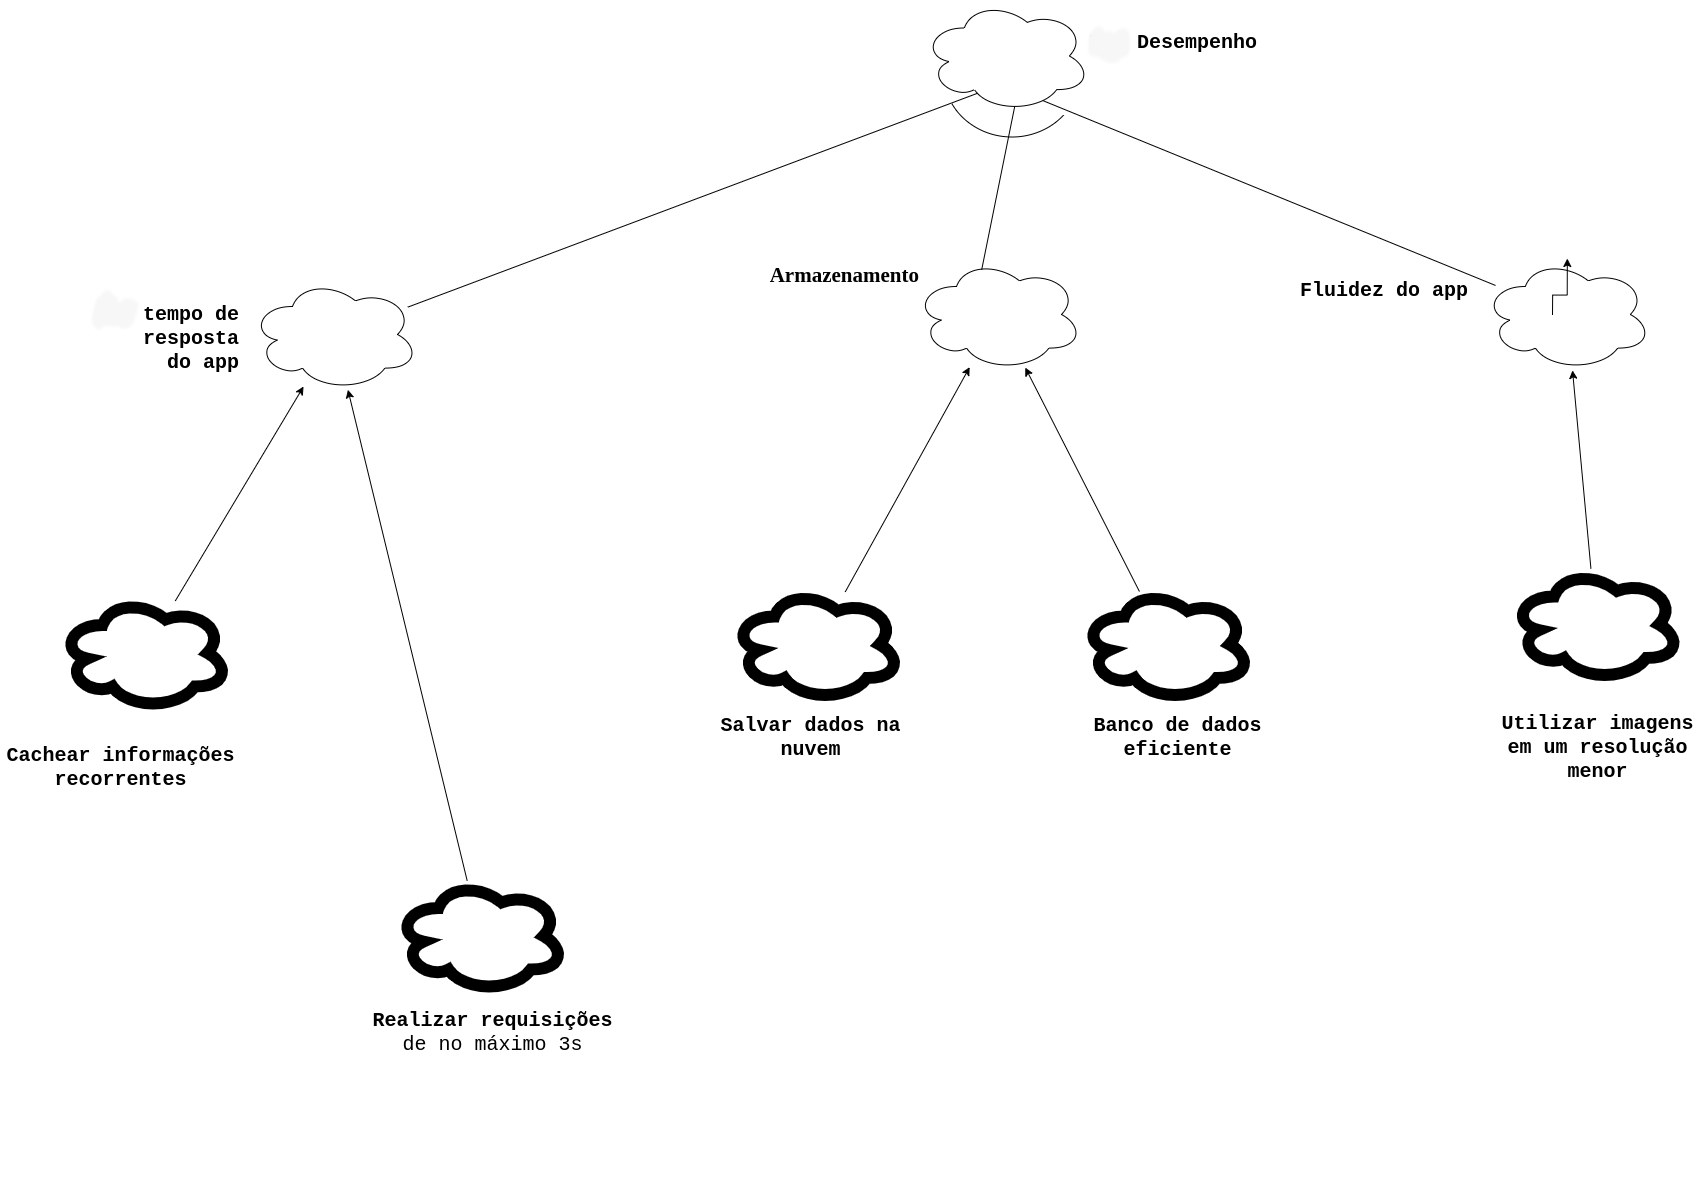 Desempenho
Armazenamento
Fluidez do app
tempo de
resposta
do app
Salvar dados na
nuvem
Banco de dados
eficiente
Utilizar imagens
em um resolução
menor
Cachear informações
recorrentes
Realizar requisições
de no máximo 3s